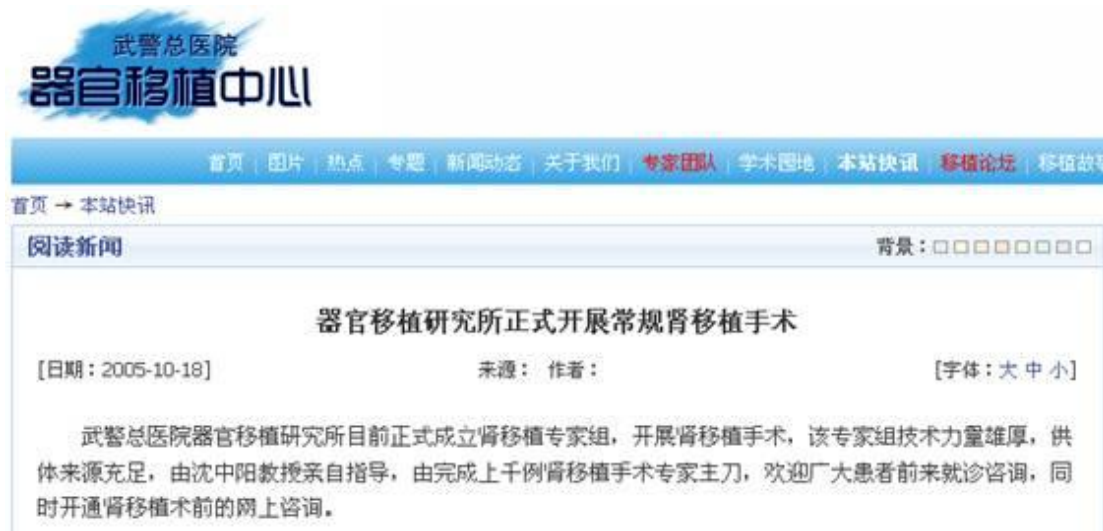 武警总医院
器官移植中心
首页 | 图片 | 热点 | 专题 | 新闻动态 | 关于我们 | 专家团队 | 学术园地 | 本站快讯 | 移植论坛 | 移植故事
首页 → 本站快讯
阅读新闻 背景：
器官移植研究所正式开展常规肾移植手术
[日期：2005-10-18] 来源： 作者： [字体：大 中 小]
武警总医院器官移植研究所目前正式成立肾移植专家组，开展肾移植手术，该专家组技术力量雄厚，供
体来源充足，由沈中阳教授亲自指导，由完成上千例肾移植手术专家主刀，欢迎广大患者前来就诊咨询，同
时开通肾移植术前的网上咨询。